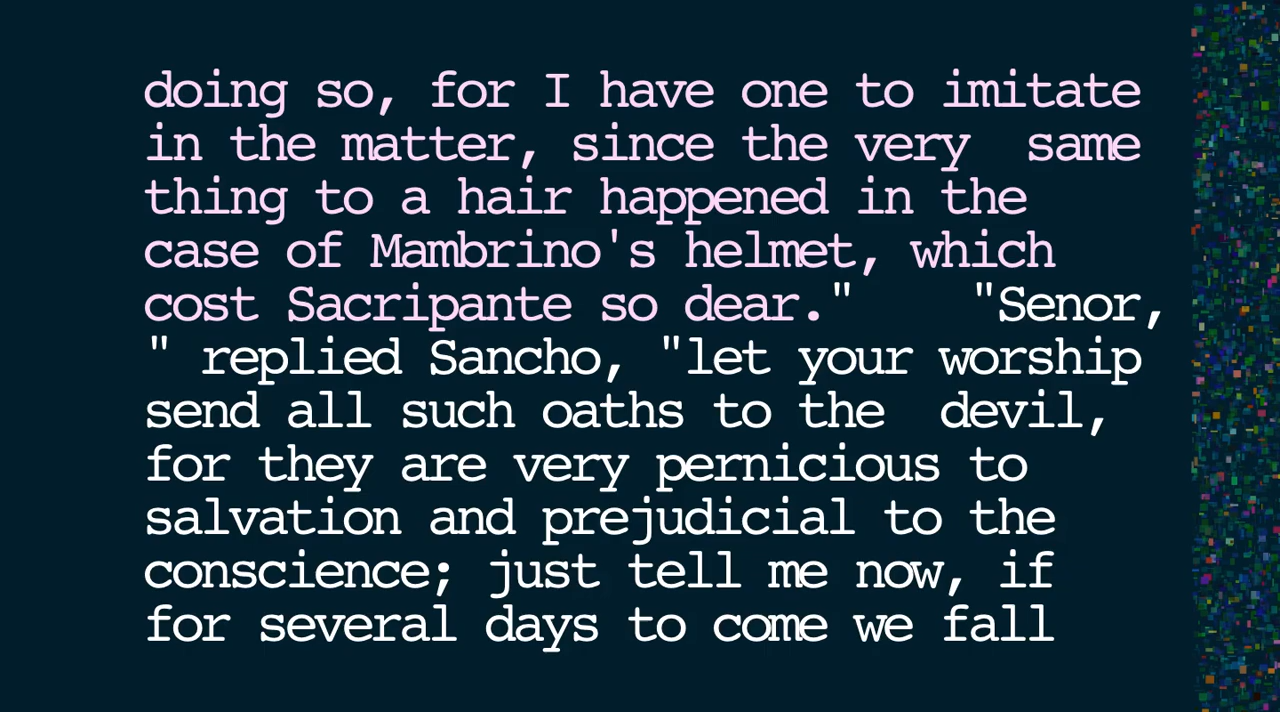 doing so, for I have one to imitate
in the matter, since the very  same
thing to a hair happened in the
case of Mambrino's helmet, which
cost Sacripante so dear."    "Senor,
" replied Sancho, "let your worship
send all such oaths to the  devil,
for they are very pernicious to
salvation and prejudicial to the
conscience; just tell me now, if
for several days to come we fall